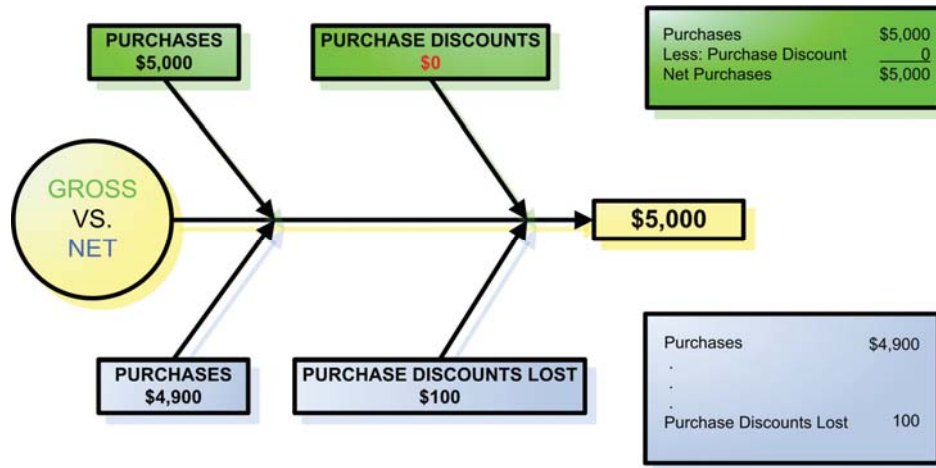 PURCHASES
$5,000
PURCHASE DISCOUNTS
$0
Purchases $5,000
Less: Purchase Discount 0
Net Purchases $5,000
GROSS
VS.
NET
$5,000
PURCHASES
$4,900
PURCHASE DISCOUNTS LOST
$100
Purchases $4,900
.
.
.
Purchase Discounts Lost 100